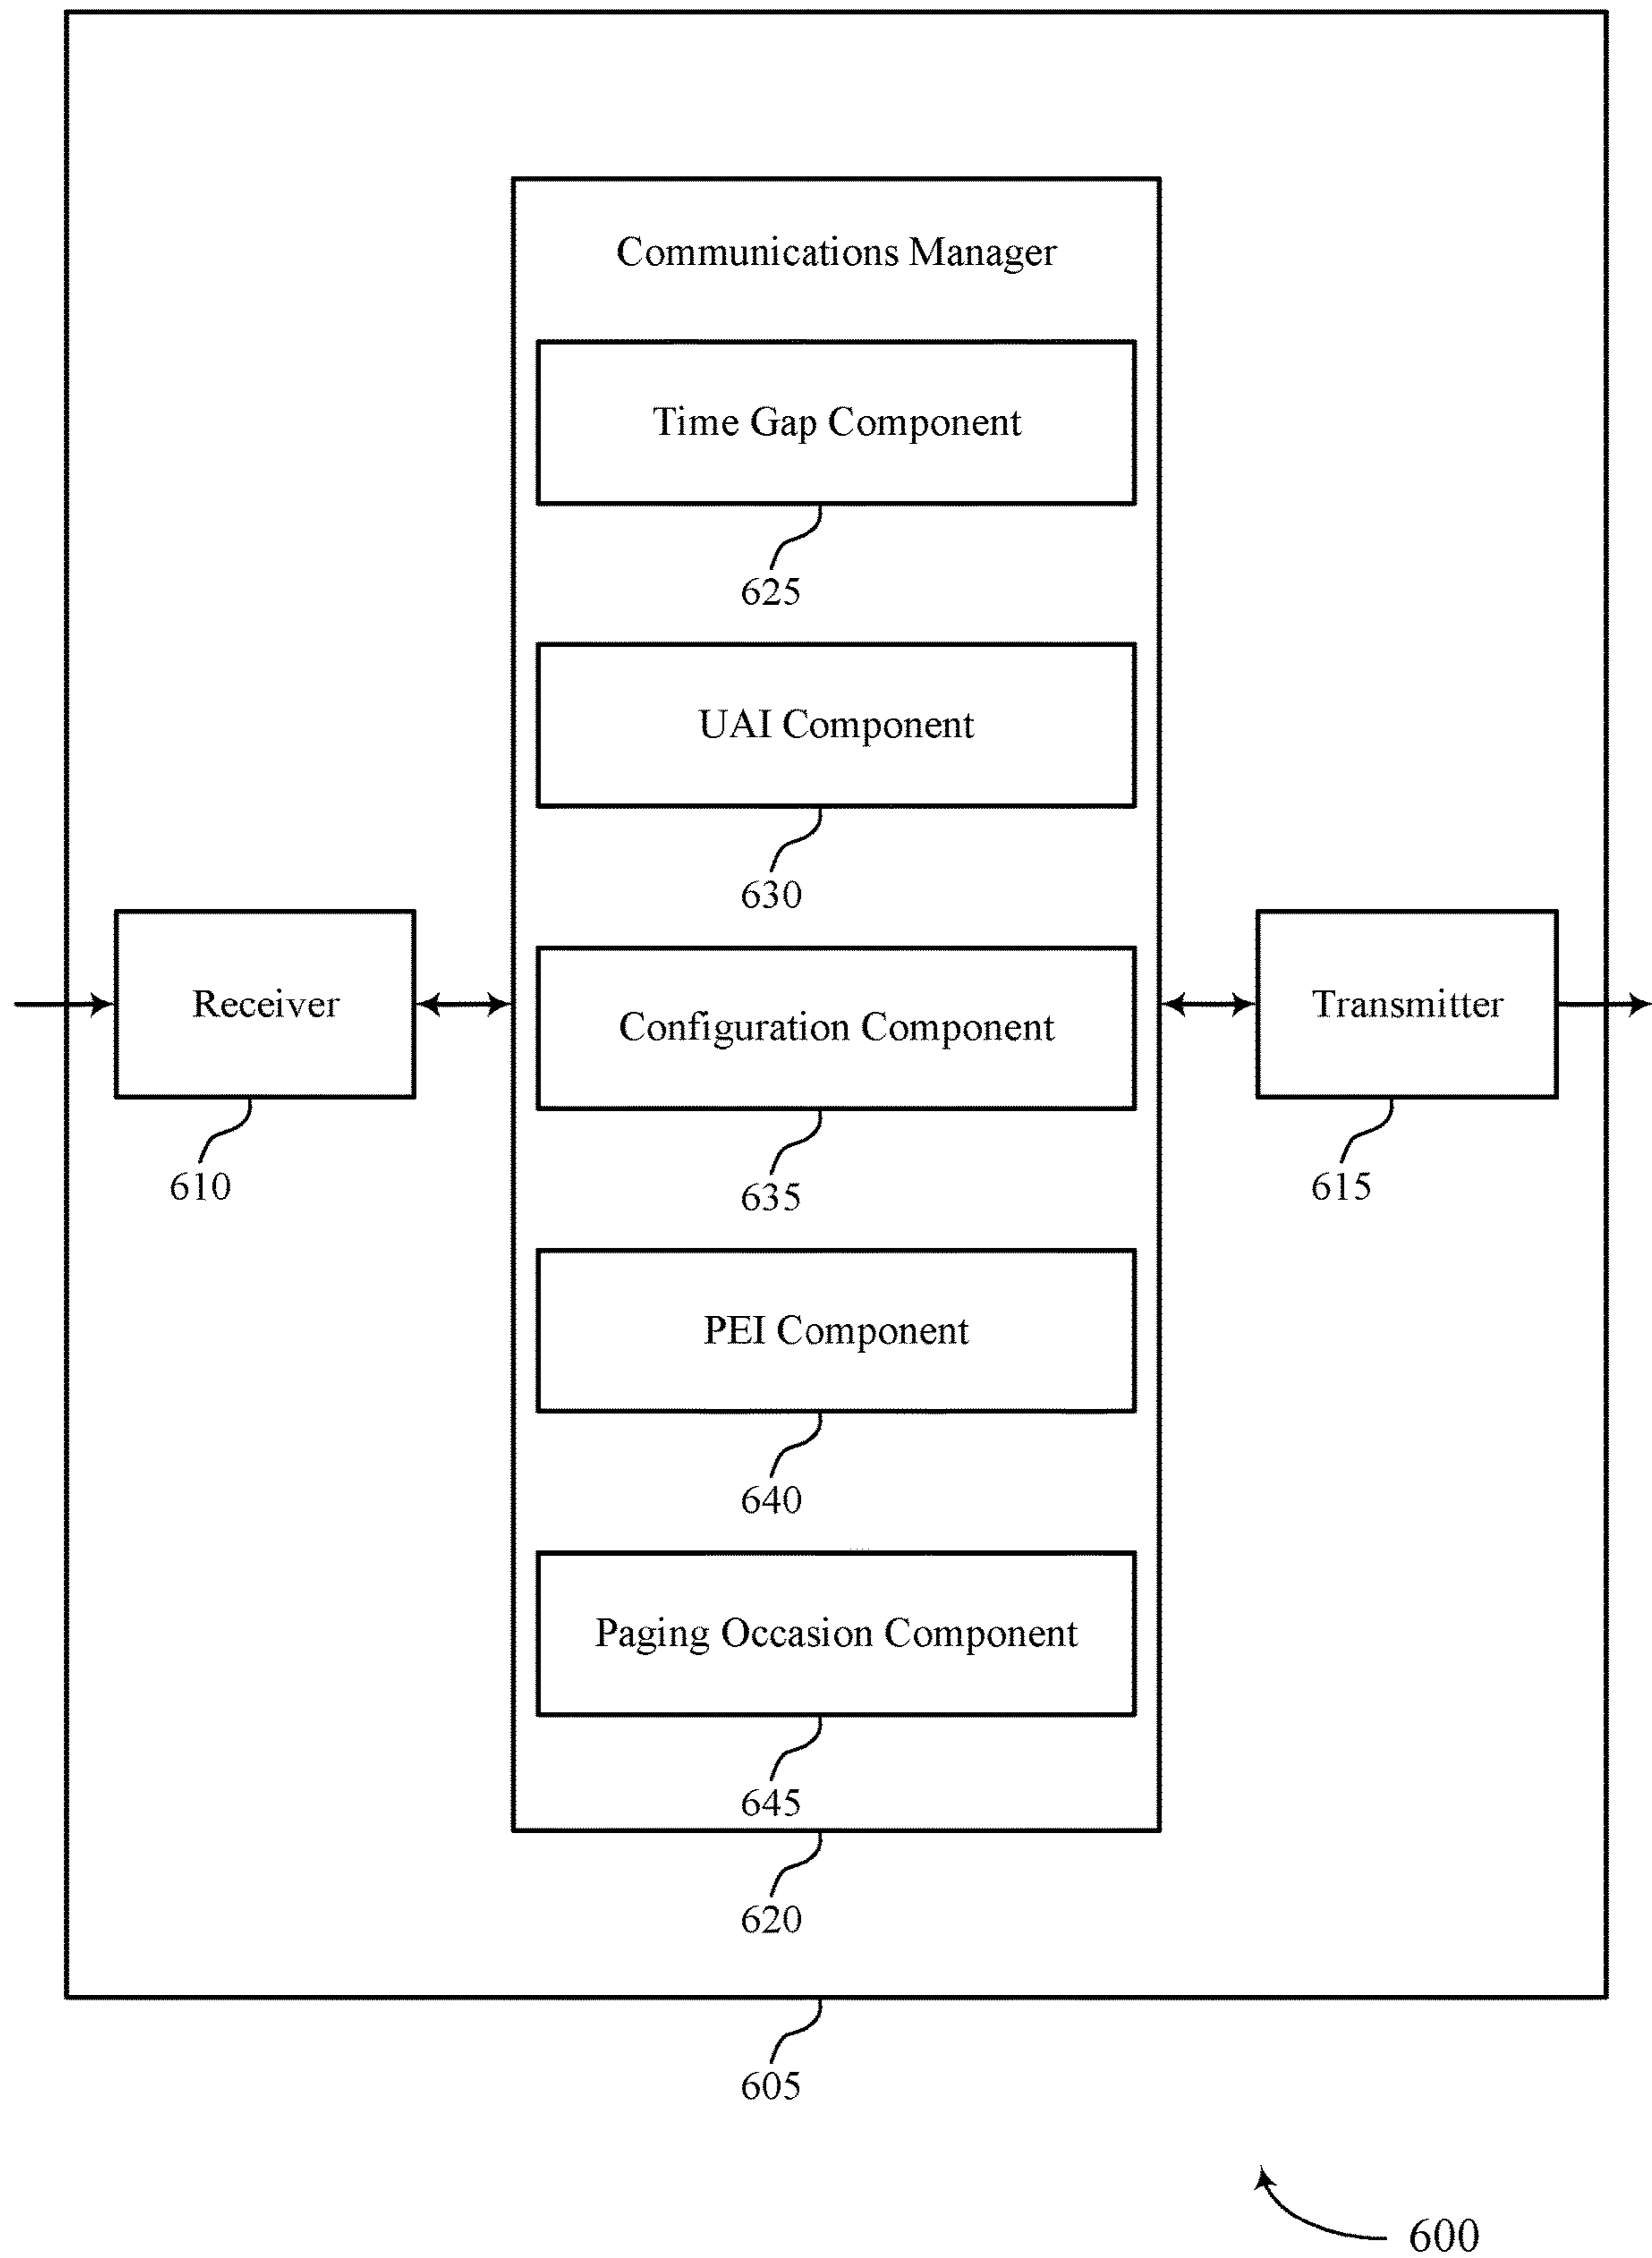 Communications Manager
Time Gap Component
625
UAI Component
630
Receiver
610
Configuration Component
635
Transmitter
615
PEI Component
640
Paging Occasion Component
645
620
605
600